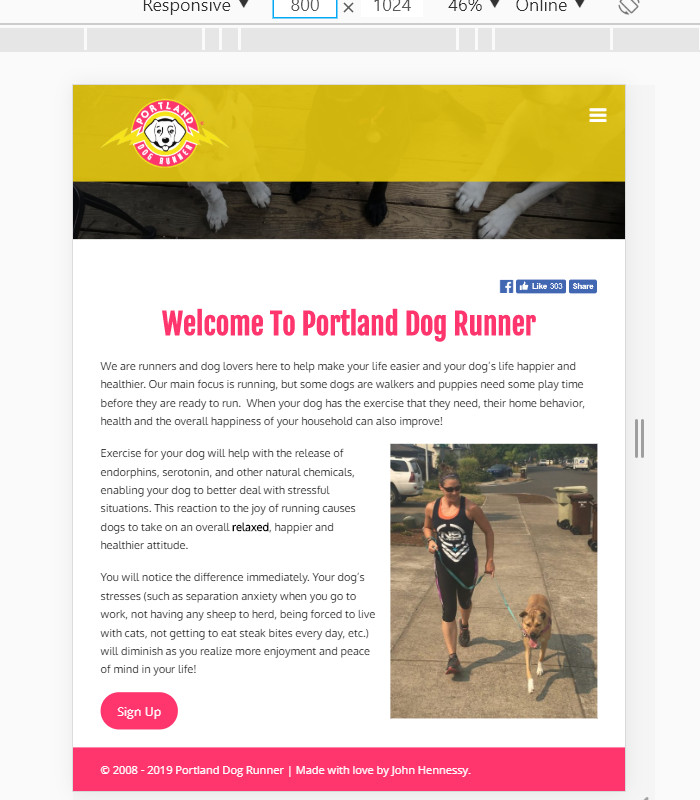 Responsive ▼ 800 × 1024 46% ▼ Online ▼
PORTLAND
DOG RUNNER
Like 303 Share
Welcome To Portland Dog Runner
We are runners and dog lovers here to help make your life easier and your dog's life happier and
healthier. Our main focus is running, but some dogs are walkers and puppies need some play time
before they are ready to run. When your dog has the exercise that they need, their home behavior,
health and the overall happiness of your household can also improve!
Exercise for your dog will help with the release of
endorphins, serotonin, and other natural chemicals,
enabling your dog to better deal with stressful
situations. This reaction to the joy of running causes
dogs to take on an overall relaxed, happier and
healthier attitude.
You will notice the difference immediately. Your dog's
stresses (such as separation anxiety when you go to
work, not having any sheep to herd, being forced to live
with cats, not getting to eat steak bites every day, etc.)
will diminish as you realize more enjoyment and peace
of mind in your life!
Sign Up
© 2008 - 2019 Portland Dog Runner | Made with love by John Hennessy.